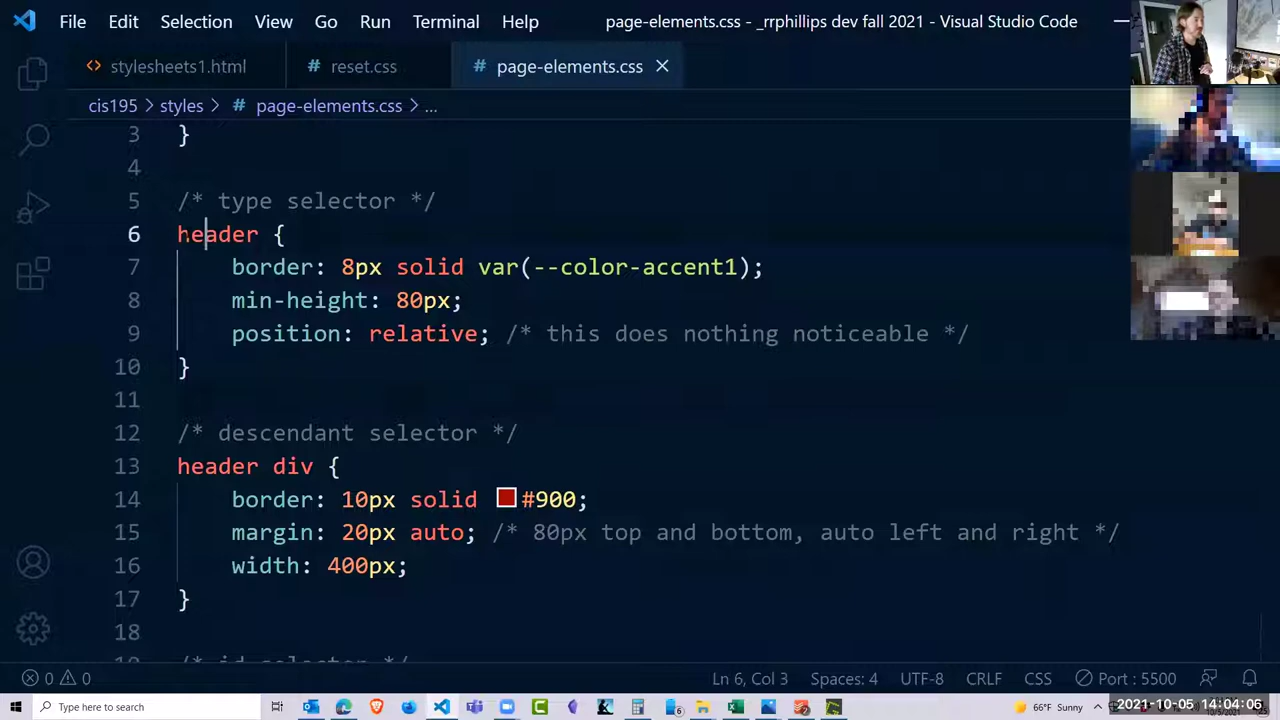 File Edit Selection View Go Run Terminal Help page-elements.css - _rrphillips dev fall 2021 - Visual Studio Code
stylesheets1.html # reset.css # page-elements.css
cis195 > styles > # page-elements.css > ...
3 }
4
5 /* type selector */
6 header {
7 border: 8px solid var(--color-accent1);
8 min-height: 80px;
9 position: relative; /* this does nothing noticeable */
10 }
11
12 /* descendant selector */
13 header div {
14 border: 10px solid #900;
15 margin: 20px auto; /* 80px top and bottom, auto left and right */
16 width: 400px;
17 }
18
19 /* id selector */
0 0 Ln 6, Col 3 Spaces: 4 UTF-8 CRLF CSS Port : 5500
Type here to search 66°F Sunny 2021-10-05 14:04:06